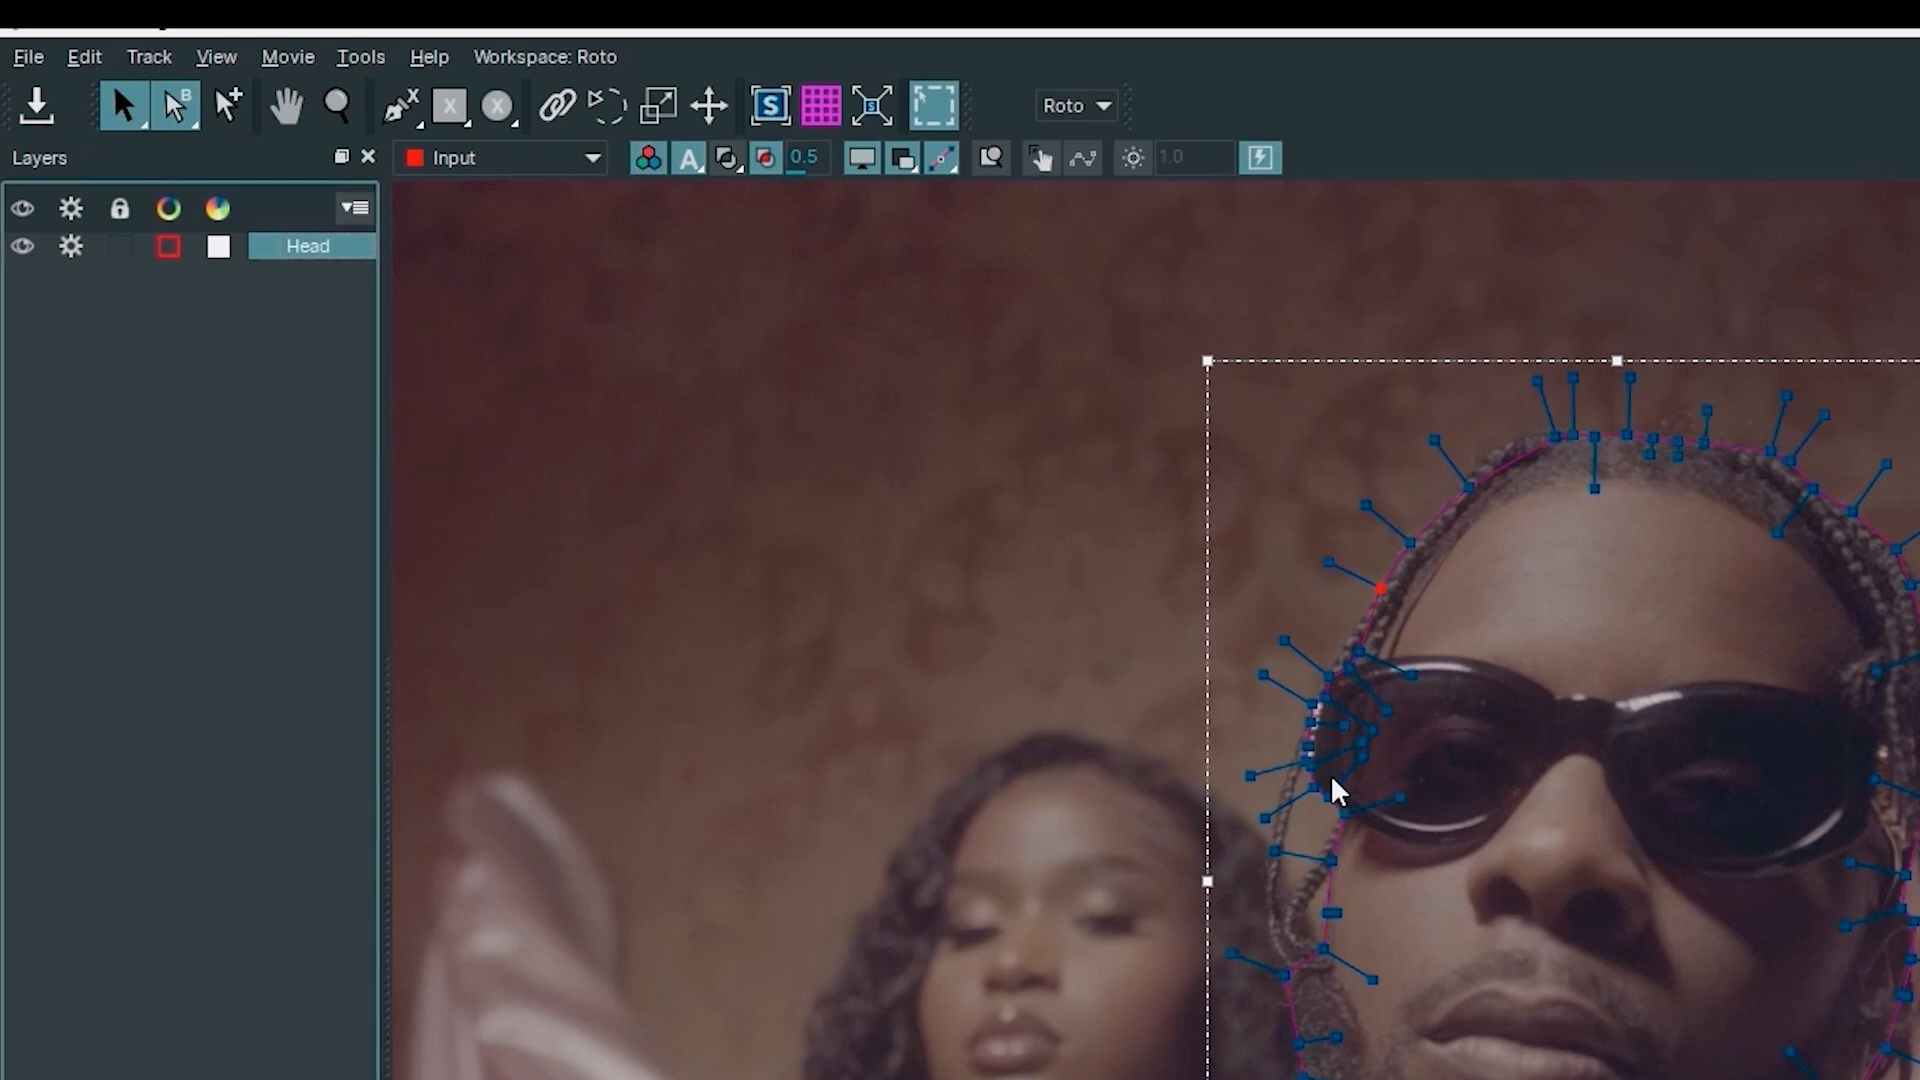 File Edit Track View Movie Tools Help Workspace: Roto
B X X X S S Roto
Layers Input A 0.5 1.0
Head